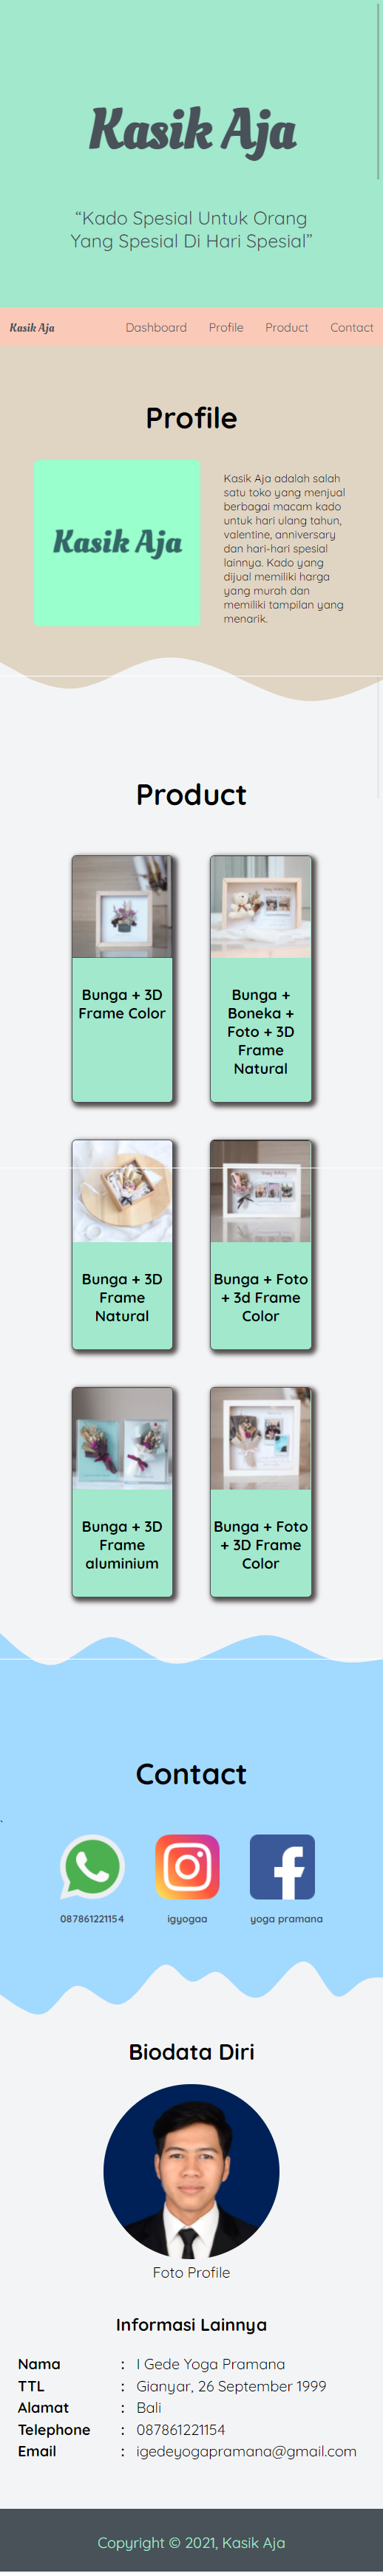 Kasik Aja
“Kado Spesial Untuk Orang
Yang Spesial Di Hari Spesial”
Kasik Aja Dashboard Profile Product Contact
Profile
Kasik Aja
Kasik Aja adalah salah
satu toko yang menjual
berbagai macam kado
untuk hari ulang tahun,
valentine, anniversary
dan hari-hari spesial
lainnya. Kado yang
dijual memiliki harga
yang murah dan
memiliki tampilan yang
menarik.
Product
Bunga + 3D
Frame Color
Bunga +
Boneka +
Foto + 3D
Frame
Natural
Bunga + 3D
Frame
Natural
Bunga + Foto
+ 3d Frame
Color
Bunga + 3D
Frame
aluminium
Bunga + Foto
+ 3D Frame
Color
Contact
`
087861221154 igyogaa yoga pramana
Biodata Diri
Foto Profile
Informasi Lainnya
Nama : I Gede Yoga Pramana
TTL : Gianyar, 26 September 1999
Alamat : Bali
Telephone : 087861221154
Email : igedeyogapramana@gmail.com
Copyright © 2021, Kasik Aja